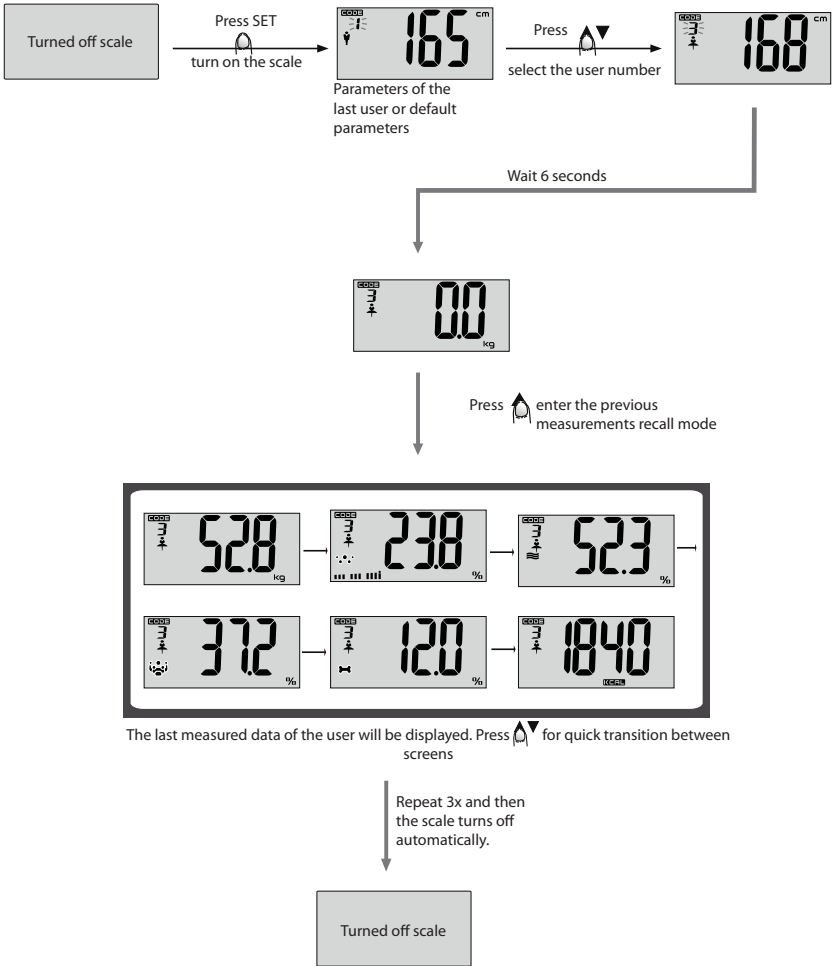 Turned off scale
Press SET
turn on the scale
CODE
1
165 cm
Parameters of the
last user or default
parameters
Press
select the user number
CODE
3
168 cm
Wait 6 seconds
CODE
3
0.0
kg
Press enter the previous
measurements recall mode
CODE
3
52.8
kg
CODE
3
23.8
%
CODE
3
52.3
%
CODE
3
37.2
%
CODE
3
12.0
%
CODE
3
1840
KCAL
The last measured data of the user will be displayed. Press for quick transition between
screens
Repeat 3x and then
the scale turns off
automatically.
Turned off scale